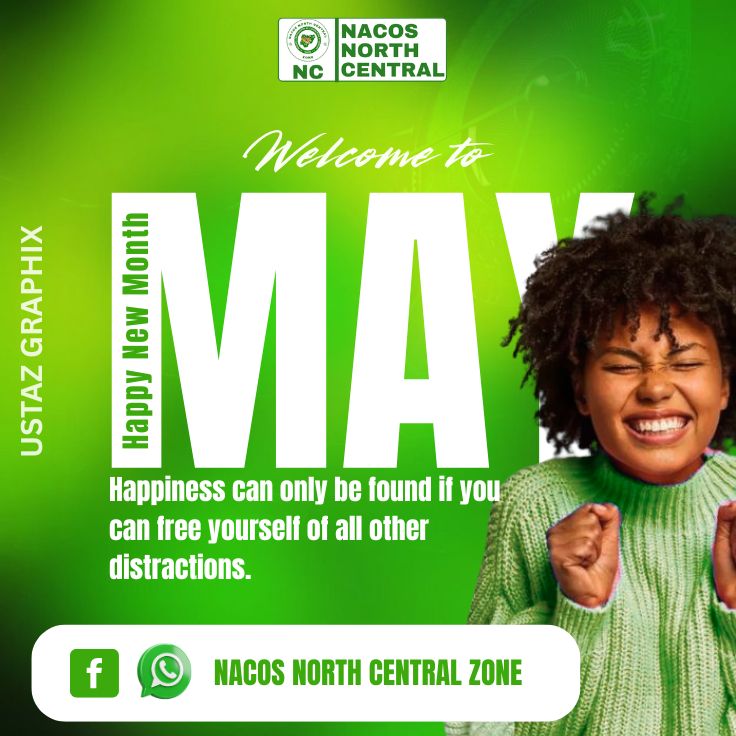 NC
NACOS
NORTH
CENTRAL
Welcome to
MAY
Happy New Month
USTAZ GRAPHIX
Happiness can only be found if you
can free yourself of all other
distractions.
f
NACOS NORTH CENTRAL ZONE